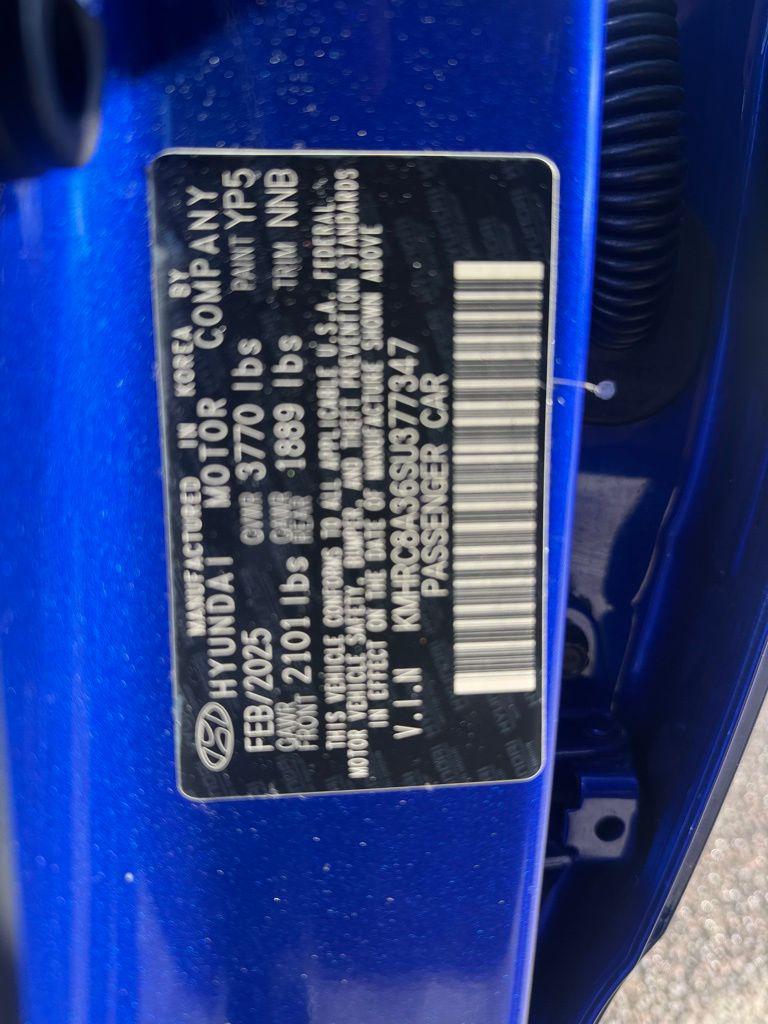 MANUFACTURED IN KOREA BY
HYUNDAI MOTOR COMPANY
FEB/2025 GVWR 3770 lbs PAINT YP5
GAWR FRONT 2101 lbs GAWR REAR 1889 lbs TRIM NNB
THIS VEHICLE CONFORMS TO ALL APPLICABLE U.S.A. FEDERAL
MOTOR VEHICLE SAFETY, BUMPER, AND THEFT PREVENTION STANDARDS
IN EFFECT ON THE DATE OF MANUFACTURE SHOWN ABOVE
V.I.N KMHRC8A36SU377347
PASSENGER CAR